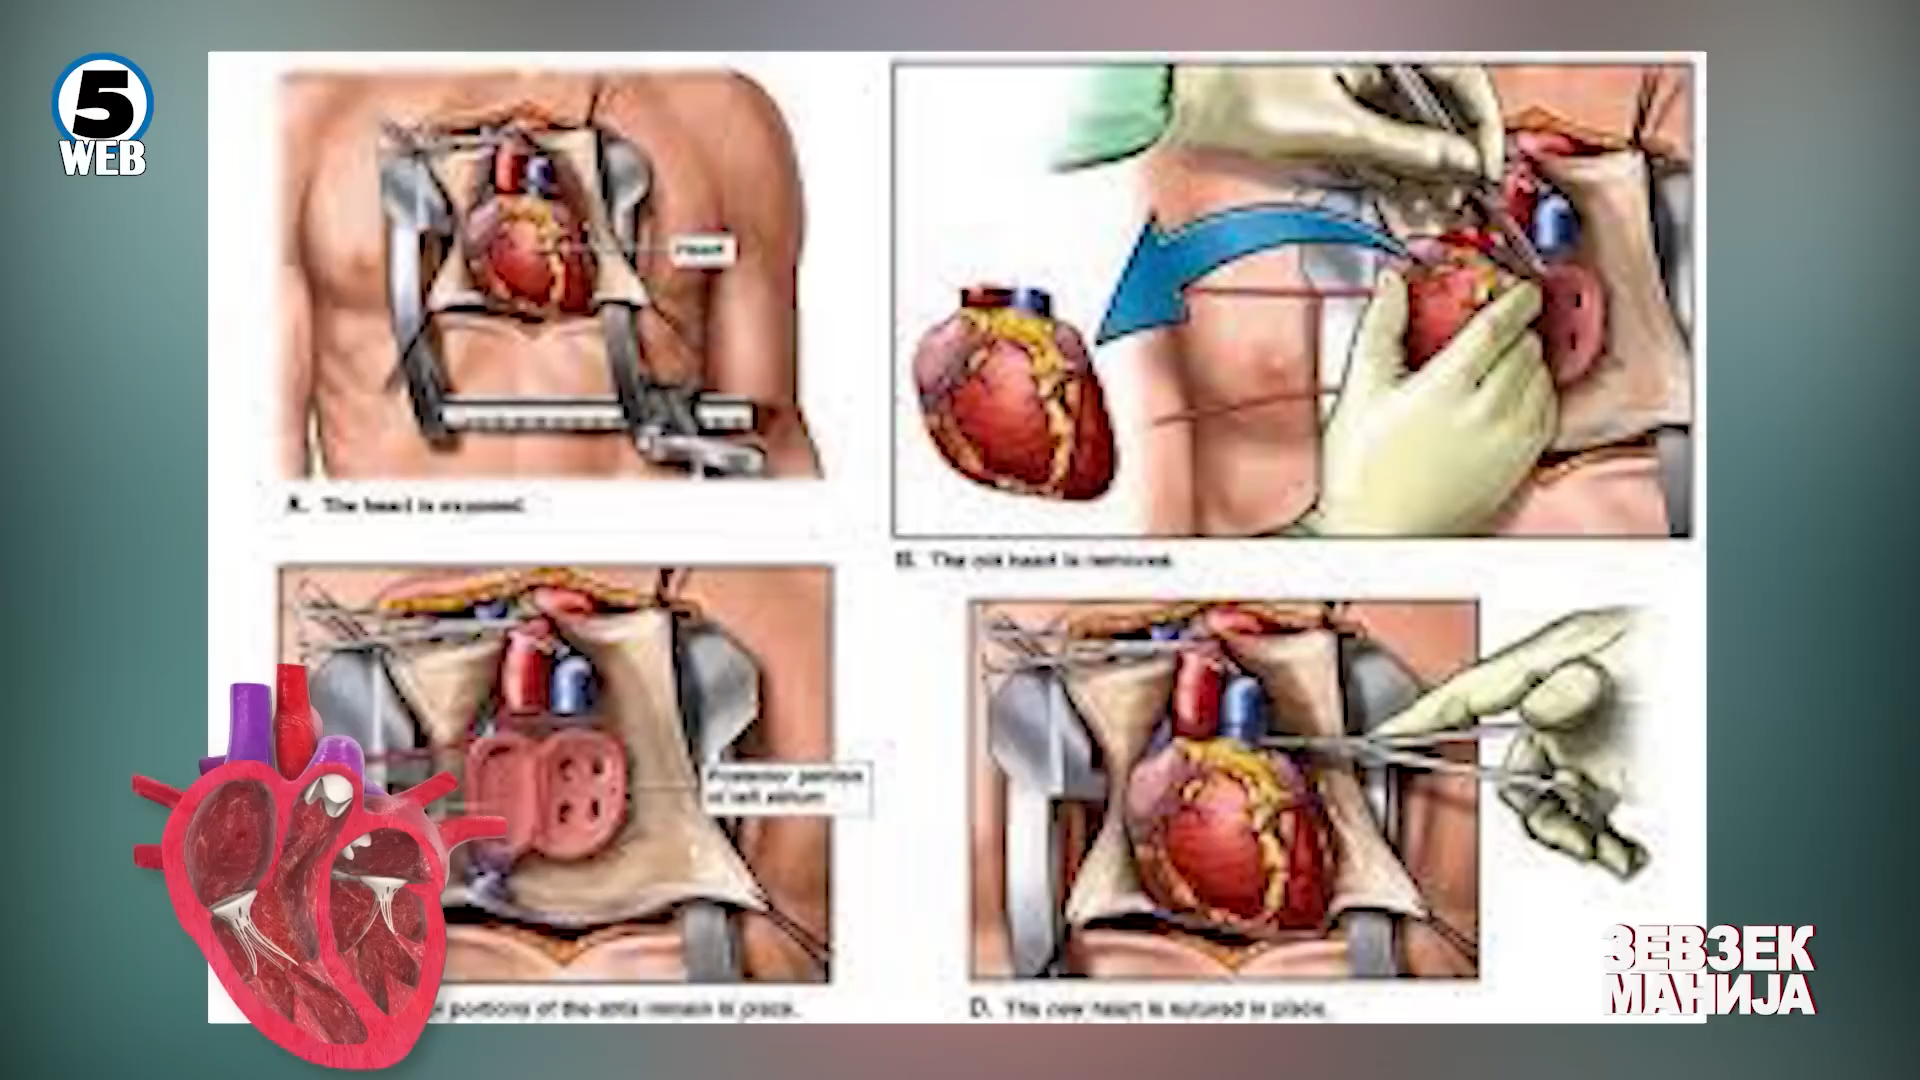 5
WEB
Heart
A. The heart is exposed.
B. The old heart is removed.
Posterior portion
of left atrium
portions of the atria remain in place.
D. The new heart is sutured in place.
ЗЕВЗЕК
МАНИЈА